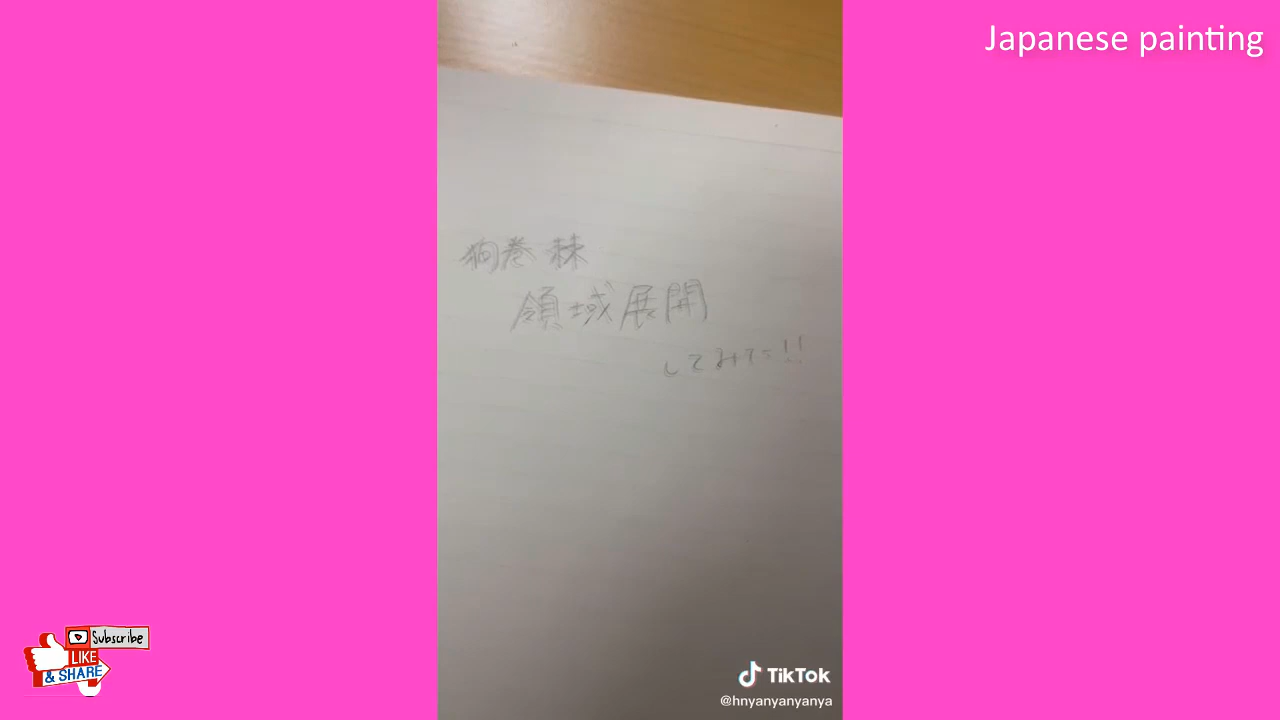 Japanese painting
狗巻 棘
領域展開
してみた!!
Subscribe
LIKE
& SHARE
TikTok
@hnyanyanyanya